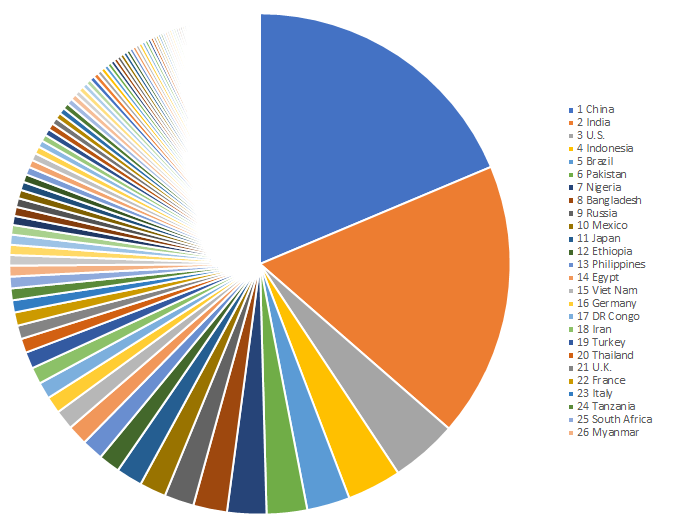 1 China
2 India
3 U.S.
4 Indonesia
5 Brazil
6 Pakistan
7 Nigeria
8 Bangladesh
9 Russia
10 Mexico
11 Japan
12 Ethiopia
13 Philippines
14 Egypt
15 Viet Nam
16 Germany
17 DR Congo
18 Iran
19 Turkey
20 Thailand
21 U.K.
22 France
23 Italy
24 Tanzania
25 South Africa
26 Myanmar